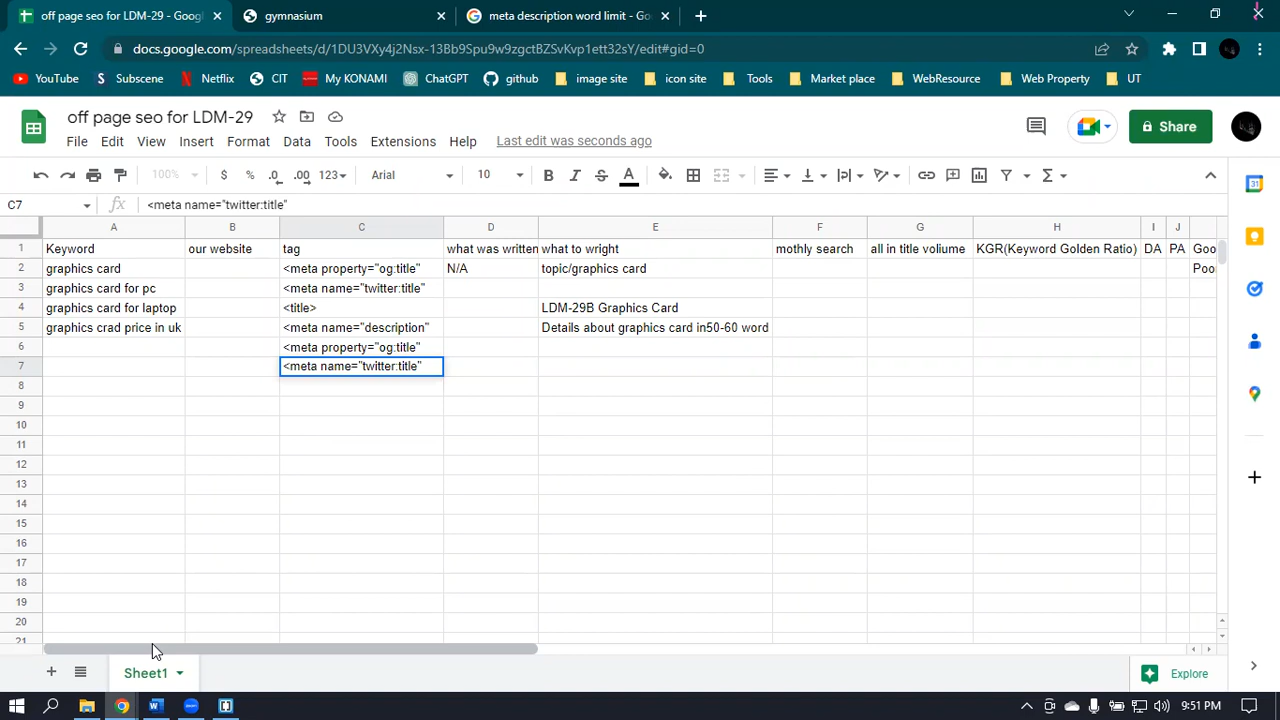 off page seo for LDM-29 - Googl
gymnasium
meta description word limit - Go
docs.google.com/spreadsheets/d/1DU3VXy4j2Nsx-13Bb9Spu9w9zgctBZSvKvp1ett32sY/edit#gid=0
YouTube Subscene Netflix CIT My KONAMI ChatGPT github image site icon site Tools Market place WebResource Web Property UT
off page seo for LDM-29
File Edit View Insert Format Data Tools Extensions Help Last edit was seconds ago
Share
100% $ % .0 .00 123 Arial 10 B I S A
C7 fx <meta name="twitter:title"
A B C D E F G H I J
1 Keyword our website tag what was written what to wright mothly search all in title voliume KGR(Keyword Golden Ratio) DA PA Goo
2 graphics card <meta property="og:title" N/A topic/graphics card Poo
3 graphics card for pc <meta name="twitter:title"
4 graphics card for laptop <title> LDM-29B Graphics Card
5 graphics crad price in uk <meta name="description" Details about graphics card in50-60 word
6 <meta property="og:title"
7 <meta name="twitter:title"
8
9
10
11
12
13
14
15
16
17
18
19
20
21
Sheet1
Explore
9:51 PM